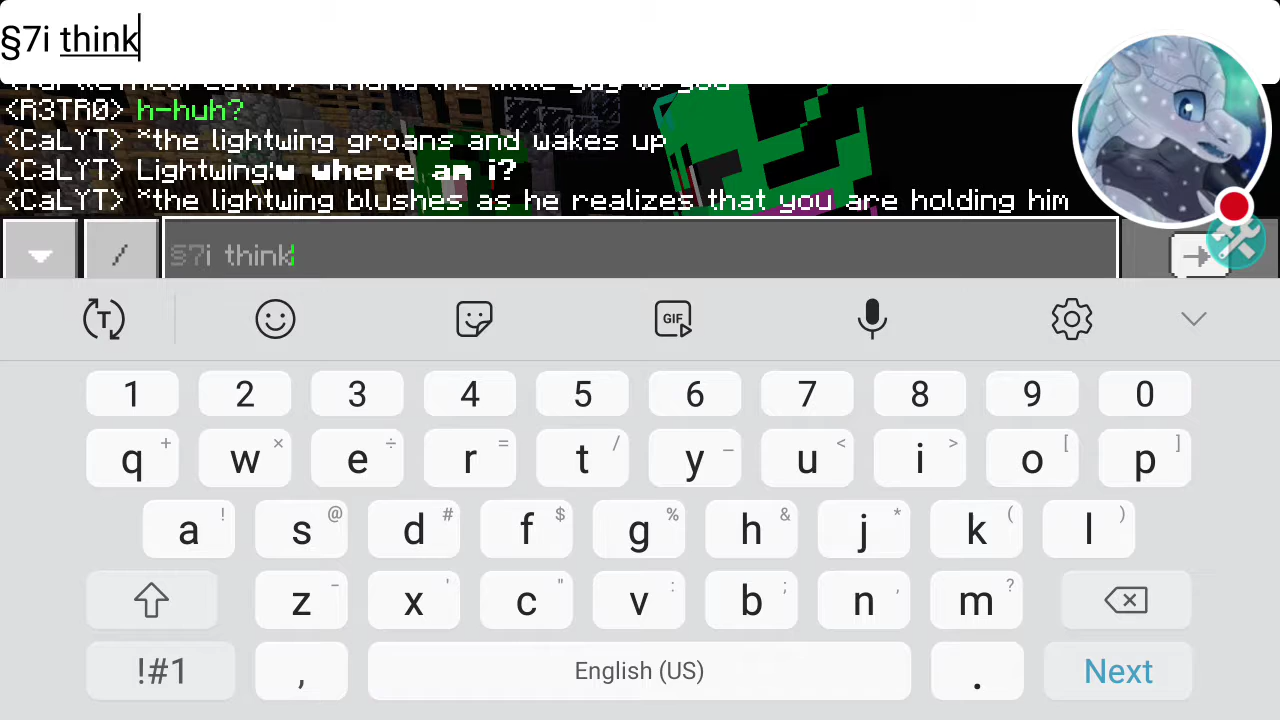 §7i think
<R3TR0> h-huh?
<CaLYT> *the lightwing groans and wakes up
<CaLYT> Lightwing:w where an i?
<CaLYT> *the lightwing blushes as he realizes that you are holding him
/ §7i think
T GIF
1 2 3 4 5 6 7 8 9 0
q + w × e ÷ r = t / y _ u < i > o [ p ]
a ! s @ d # f $ g % h & j * k ( l )
z - x ' c " v : b ; n , m ?
!#1 , English (US) . Next